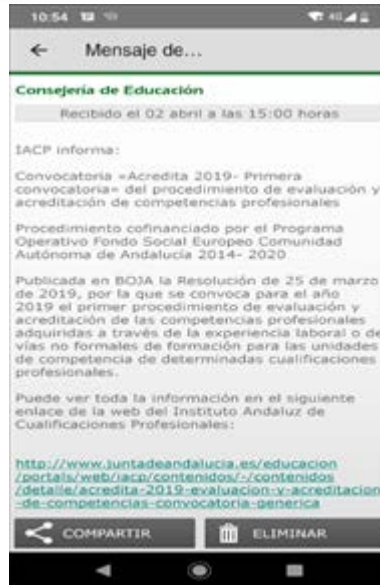 10:54
Mensaje de...
Consejería de Educación
Recibido el 02 abril a las 15:00 horas
IACP informa:
Convocatoria «Acredita 2019- Primera
convocatoria» del procedimiento de evaluación y
acreditación de competencias profesionales
Procedimiento cofinanciado por el Programa
Operativo Fondo Social Europeo Comunidad
Autónoma de Andalucía 2014- 2020
Publicada en BOJA la Resolución de 25 de marzo
de 2019, por la que se convoca para el año
2019 el primer procedimiento de evaluación y
acreditación de las competencias profesionales
adquiridas a través de la experiencia laboral o de
vías no formales de formación para las unidades
de competencia de determinadas cualificaciones
profesionales.
Puede ver toda la información en el siguiente
enlace de la web del Instituto Andaluz de
Cualificaciones Profesionales:
http://www.juntadeandalucia.es/educacion
/portals/web/iacp/contenidos/-/contenidos
/detalle/acredita-2019-evaluacion-y-acreditacion
-de-competencias-convocatoria-generica
COMPARTIR
ELIMINAR